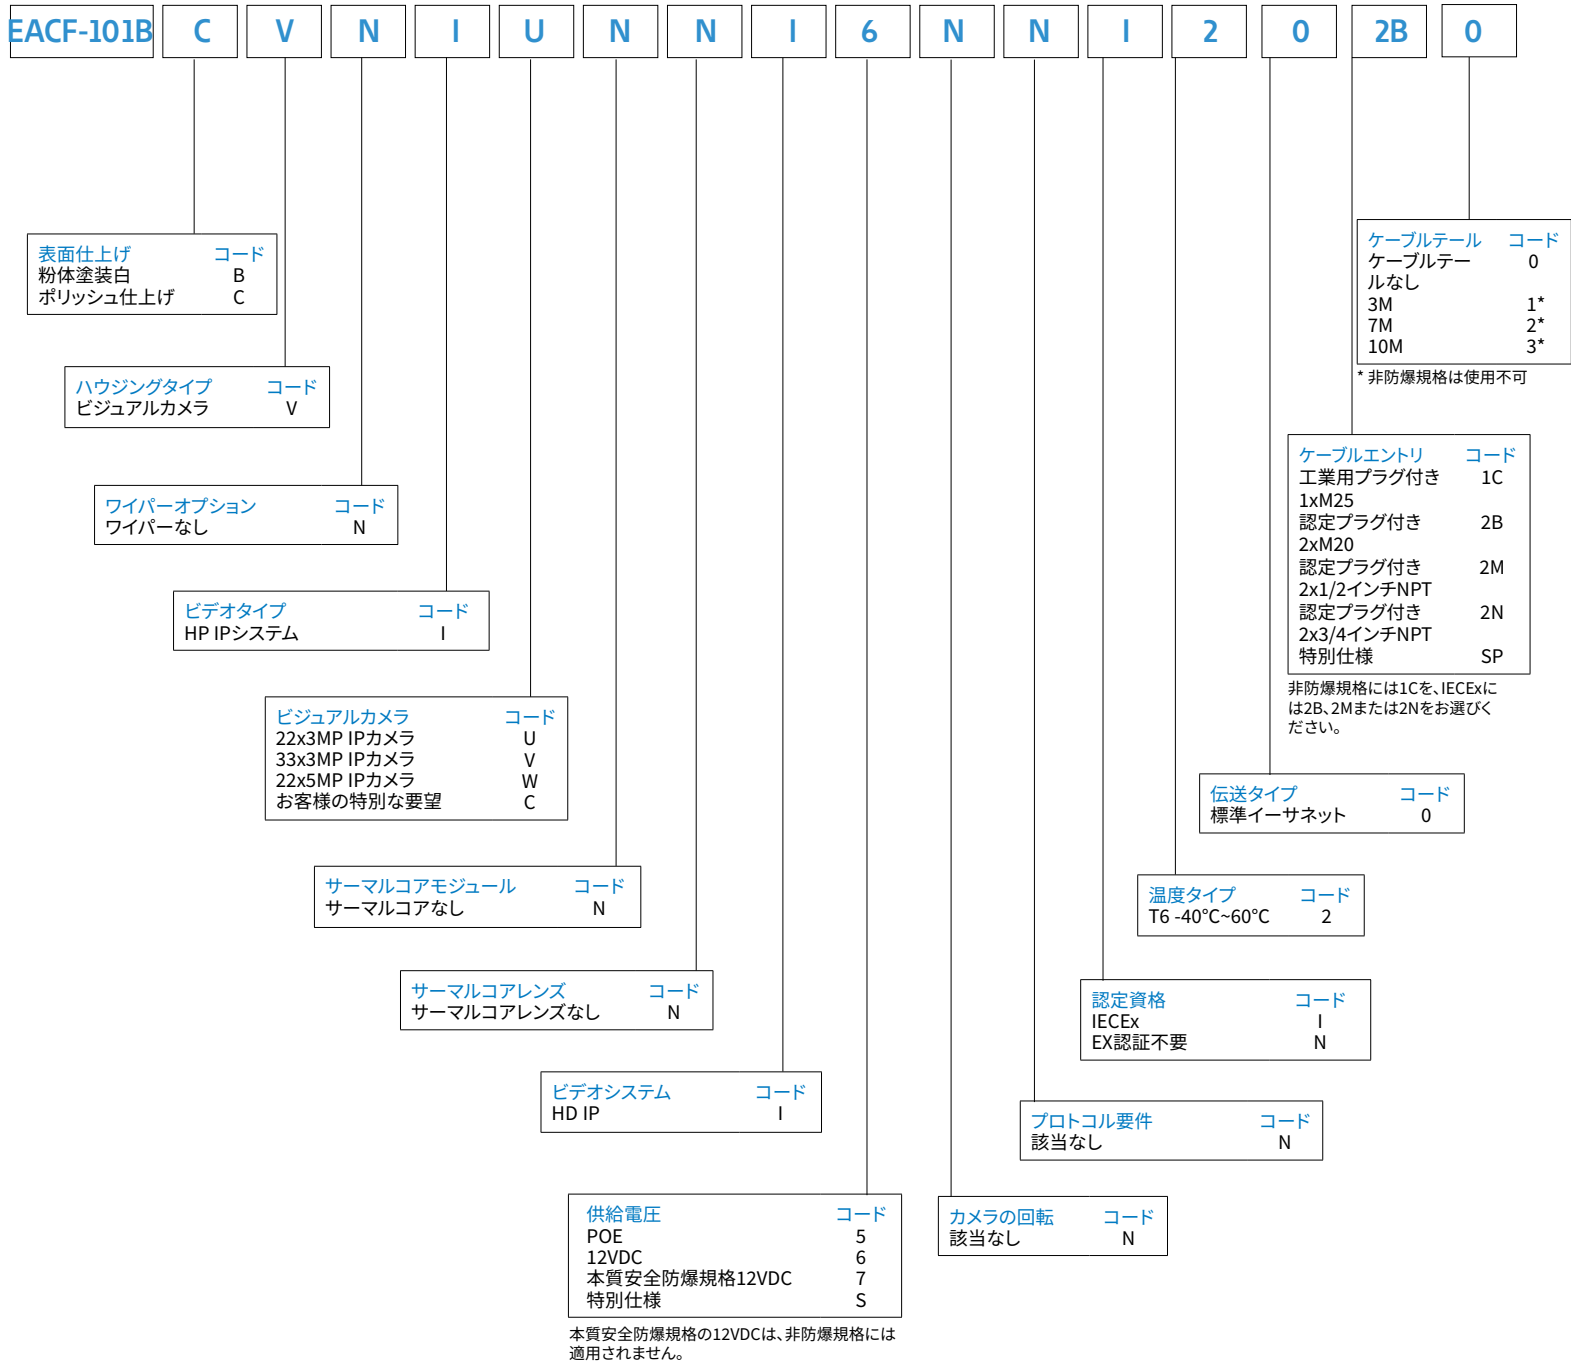 EACF-101B C V N I U N N I 6 N N I 2 0 2B 0
表面仕上げ コード
粉体塗装白 B
ポリッシュ仕上げ C
ケーブルテール コード
ケーブルテー 0
ルなし
3M 1*
7M 2*
10M 3*
* 非防爆規格は使用不可
ハウジングタイプ コード
ビジュアルカメラ V
ケーブルエントリ コード
工業用プラグ付き 1C
1xM25
認定プラグ付き 2B
2xM20
認定プラグ付き 2M
2x1/2インチNPT
認定プラグ付き 2N
2x3/4インチNPT
特別仕様 SP
非防爆規格には1Cを、IECExに
は2B、2Mまたは2Nをお選びく
ださい。
ワイパーオプション コード
ワイパーなし N
ビデオタイプ コード
HP IPシステム I
ビジュアルカメラ コード
22x3MP IPカメラ U
33x3MP IPカメラ V
22x5MP IPカメラ W
お客様の特別な要望 C
伝送タイプ コード
標準イーサネット 0
サーマルコアモジュール コード
サーマルコアなし N
温度タイプ コード
T6 -40°C~60°C 2
サーマルコアレンズ コード
サーマルコアレンズなし N
認定資格 コード
IECEx I
EX認証不要 N
ビデオシステム コード
HD IP I
プロトコル要件 コード
該当なし N
供給電圧 コード
POE 5
12VDC 6
本質安全防爆規格12VDC 7
特別仕様 S
本質安全防爆規格の12VDCは、非防爆規格には
適用されません。
カメラの回転 コード
該当なし N